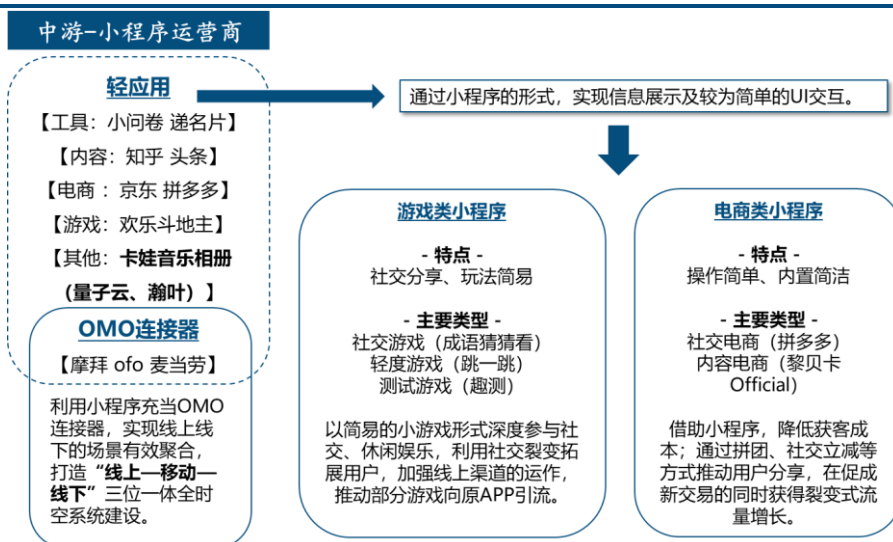 中游-小程序运营商
轻应用
【工具：小问卷 递名片】
【内容：知乎 头条】
【电商 ：京东 拼多多】
【游戏：欢乐斗地主】
【其他：卡娃音乐相册
（量子云、瀚叶）】
OMO连接器
【摩拜 ofo 麦当劳】
利用小程序充当OMO
连接器，实现线上线
下的场景有效聚合，
打造“线上—移动—
线下”三位一体全时
空系统建设。
通过小程序的形式，实现信息展示及较为简单的UI交互。
游戏类小程序
- 特点 -
社交分享、玩法简易
- 主要类型 -
社交游戏（成语猜猜看）
轻度游戏（跳一跳）
测试游戏（趣测）
以简易的小游戏形式深度参与社
交、休闲娱乐，利用社交裂变拓
展用户，加强线上渠道的运作，
推动部分游戏向原APP引流。
电商类小程序
- 特点 -
操作简单、内置简洁
- 主要类型 -
社交电商（拼多多）
内容电商（黎贝卡
Official）
借助小程序，降低获客成
本；通过拼团、社交立减等
方式推动用户分享，在促成
新交易的同时获得裂变式流
量增长。